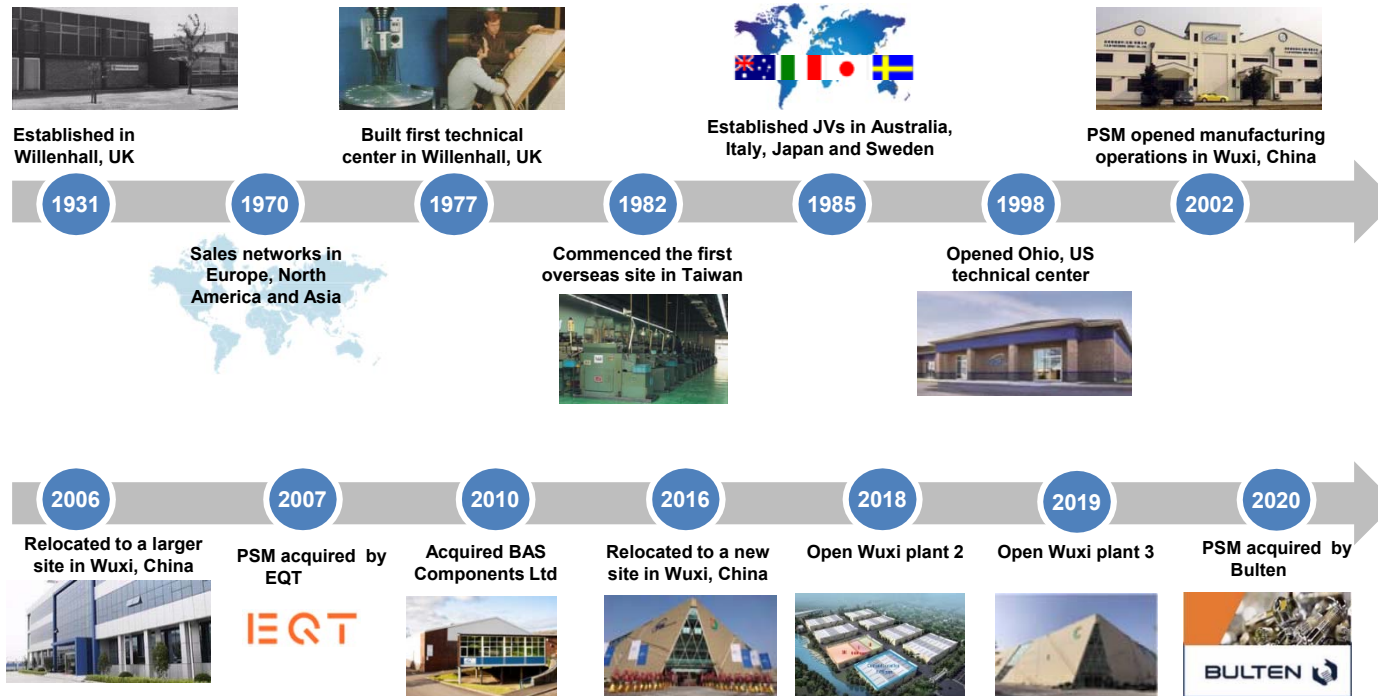 Established in
Willenhall, UK
Built first technical
center in Willenhall, UK
Established JVs in Australia,
Italy, Japan and Sweden
PSM opened manufacturing
operations in Wuxi, China
1931
1970
1977
1982
1985
1998
2002
Sales networks in
Europe, North
America and Asia
Commenced the first
overseas site in Taiwan
Opened Ohio, US
technical center
2006
2007
2010
2016
2018
2019
2020
Relocated to a larger
site in Wuxi, China
PSM acquired by
EQT
Acquired BAS
Components Ltd
Relocated to a new
site in Wuxi, China
Open Wuxi plant 2
Open Wuxi plant 3
PSM acquired by
Bulten
EQT
BULTEN